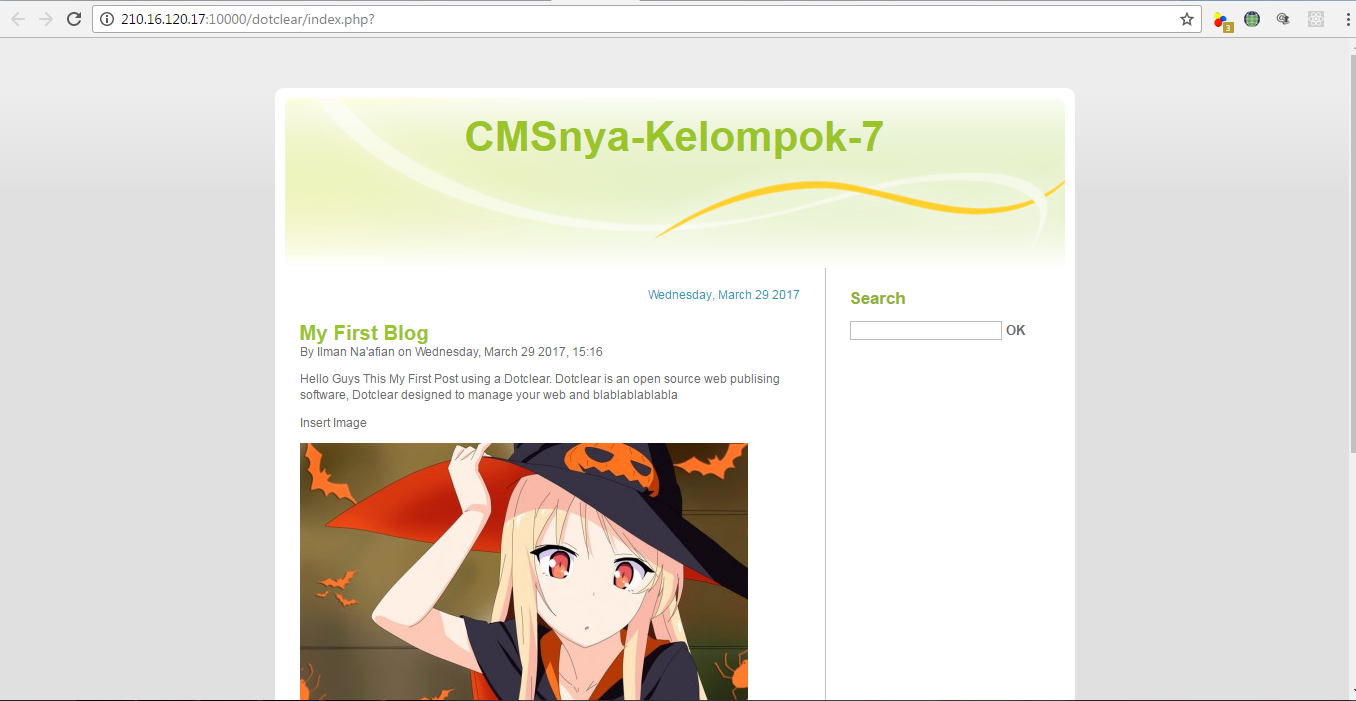 210.16.120.17:10000/dotclear/index.php?
3
CMSnya-Kelompok-7
Wednesday, March 29 2017
Search
OK
My First Blog
By Ilman Na'afian on Wednesday, March 29 2017, 15:16
Hello Guys This My First Post using a Dotclear. Dotclear is an open source web publising
software, Dotclear designed to manage your web and blablablablabla
Insert Image